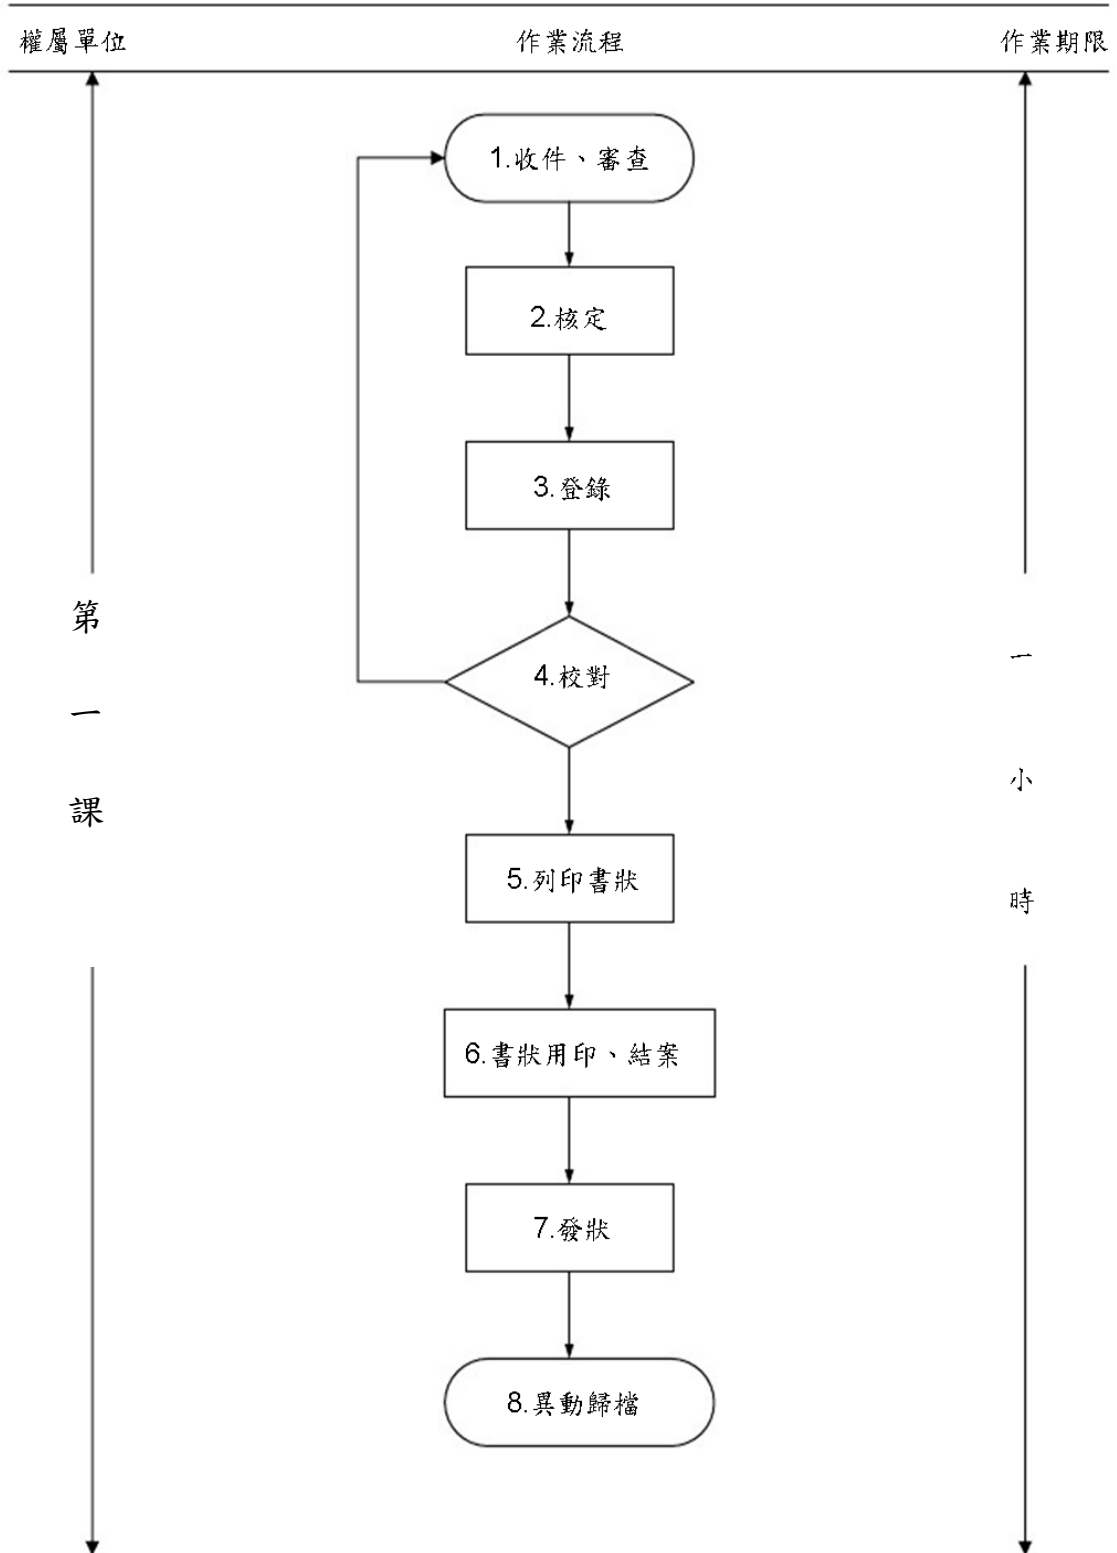 權屬單位 作業流程 作業期限
1.收件、審查
2.核定
3.登錄
4.校對
5.列印書狀
6.書狀用印、結案
7.發狀
8.異動歸檔
第
一
課
一
小
時